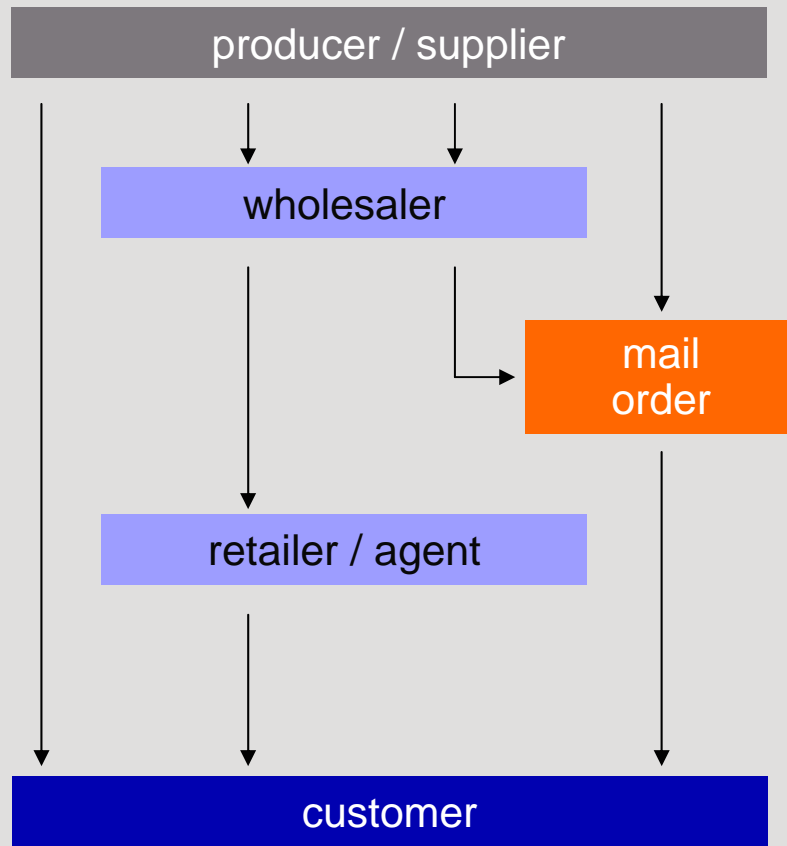 producer / supplier
wholesaler
mail
order
retailer / agent
customer